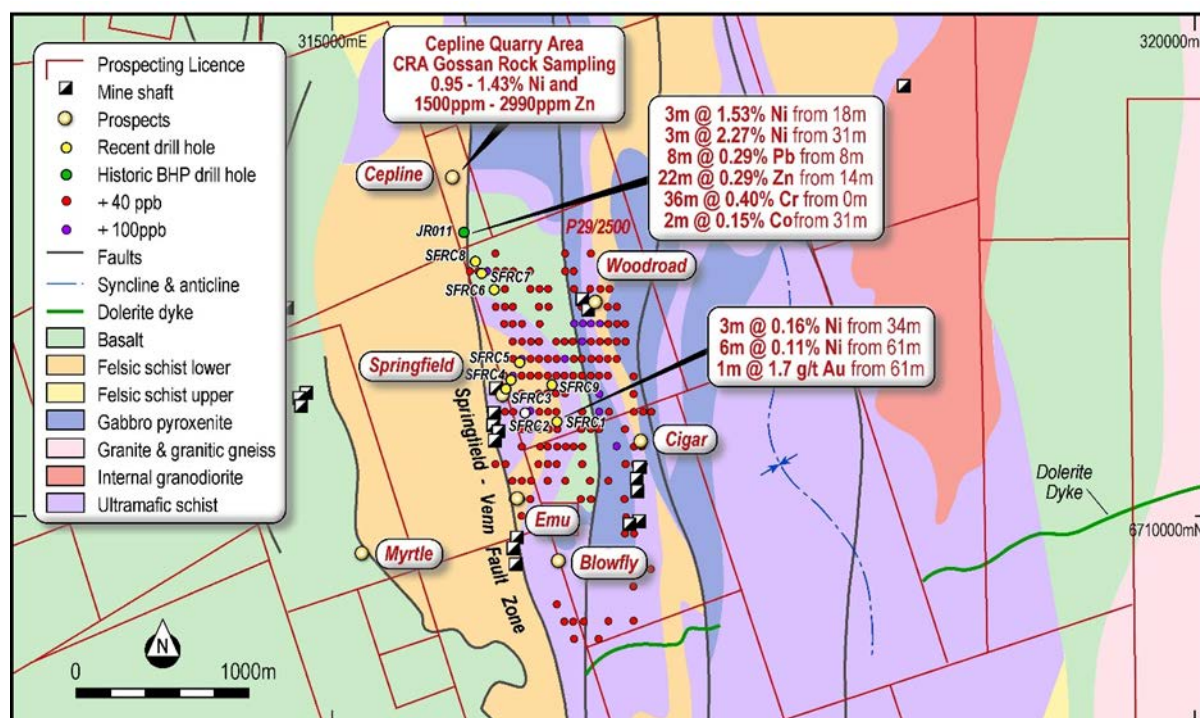 315000mE
320000mE
Prospecting Licence
Mine shaft
Prospects
Recent drill hole
Historic BHP drill hole
+ 40 ppb
+ 100ppb
Faults
Syncline & anticline
Dolerite dyke
Basalt
Felsic schist lower
Felsic schist upper
Gabbro pyroxenite
Granite & granitic gneiss
Internal granodiorite
Ultramafic schist
Cepline Quarry Area
CRA Gossan Rock Sampling
0.95 - 1.43% Ni and
1500ppm - 2990ppm Zn
3m @ 1.53% Ni from 18m
3m @ 2.27% Ni from 31m
8m @ 0.29% Pb from 8m
22m @ 0.29% Zn from 14m
36m @ 0.40% Cr from 0m
2m @ 0.15% Co from 31m
Cepline
JR011
P29/2500
SFRC8
SFRC7
SFRC6
Woodroad
3m @ 0.16% Ni from 34m
6m @ 0.11% Ni from 61m
1m @ 1.7 g/t Au from 61m
Springfield
SFRC5
SFRC4
SFRC3
SFRC9
SFRC2
SFRC1
Cigar
Springfield - Venn Fault Zone
Dolerite
Dyke
Emu
6710000mN
Myrtle
Blowfly
N
0 1000m